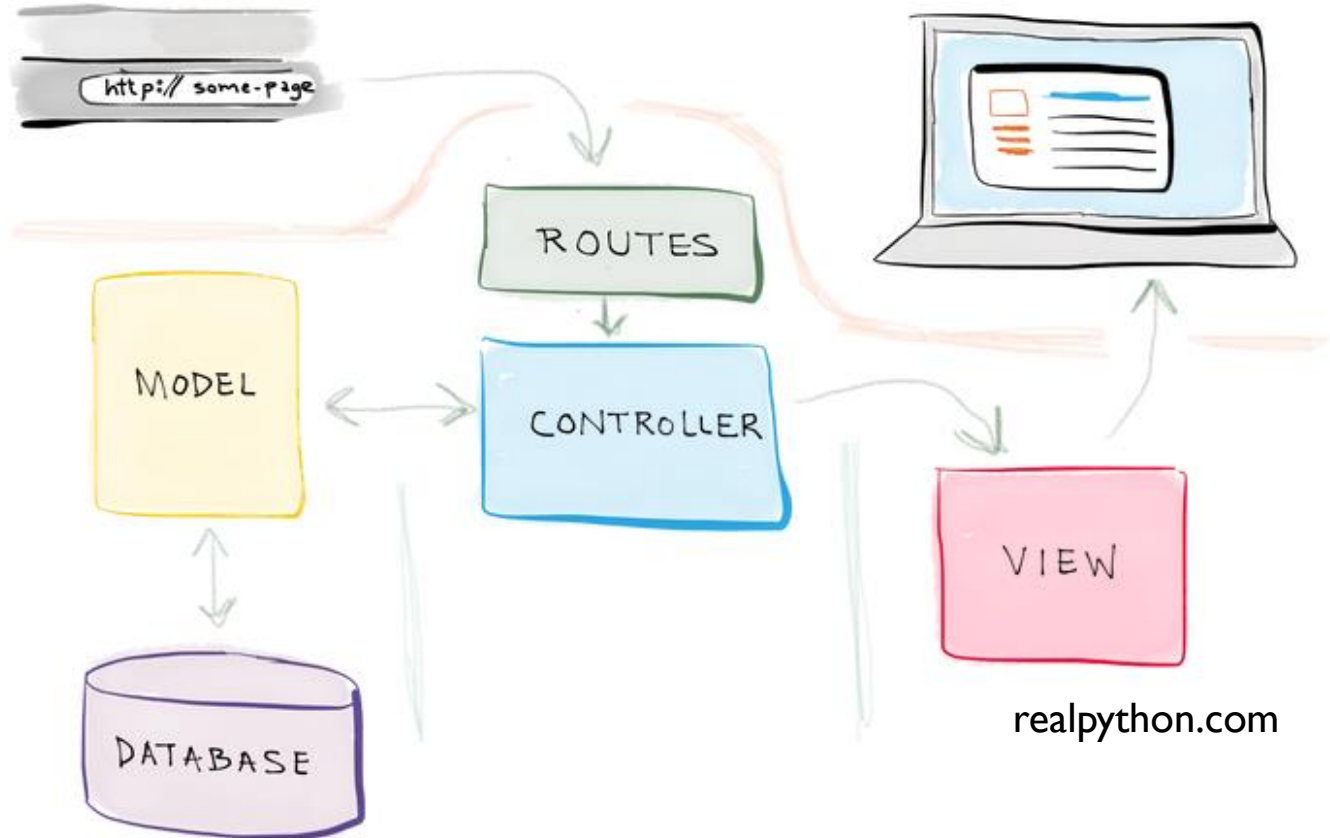 http:// some-page
ROUTES
MODEL
CONTROLLER
VIEW
realpython.com
DATABASE